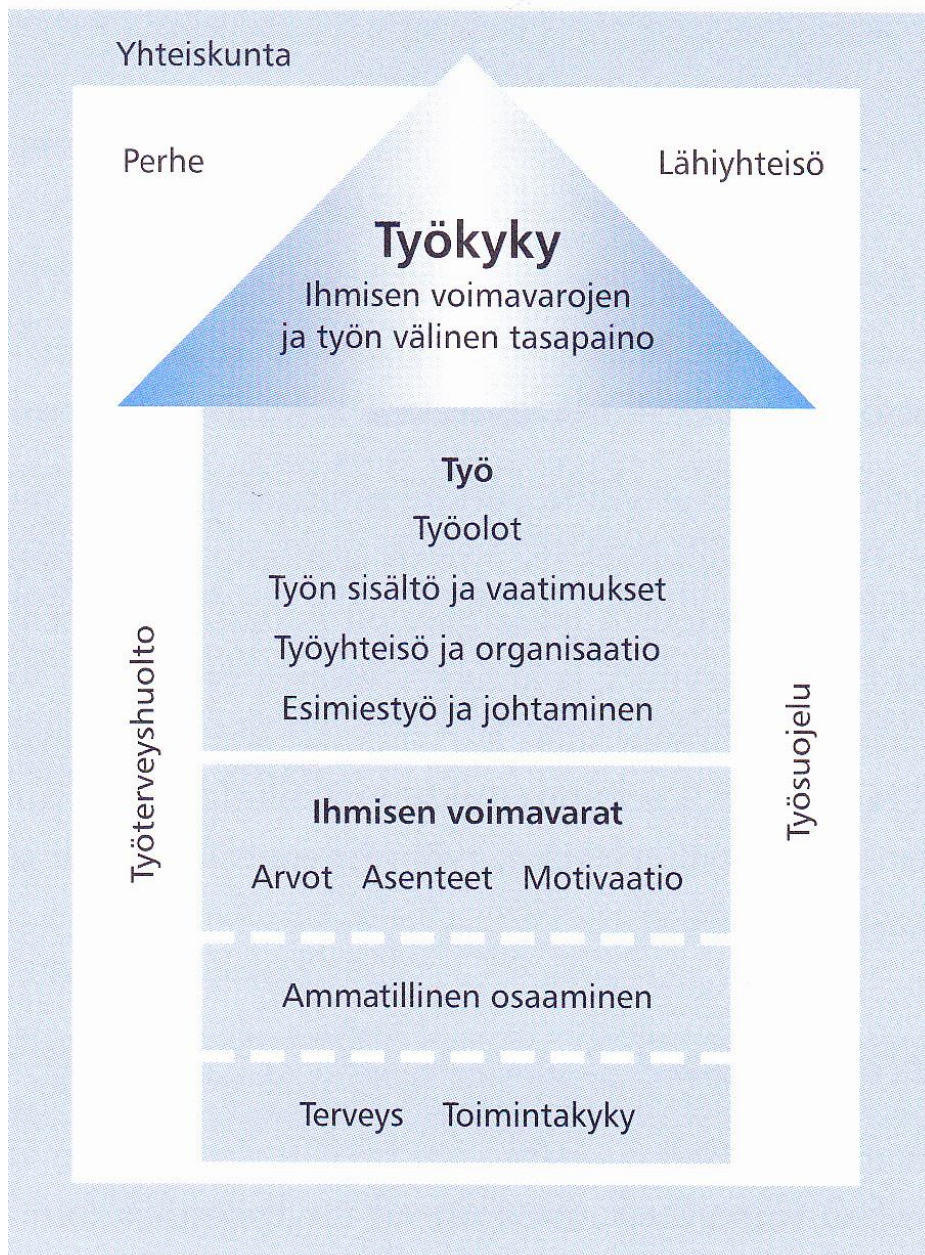 Yhteiskunta
Perhe
Lähiyhteisö
Työkyky
Ihmisen voimavarojen
ja työn välinen tasapaino
Työ
Työolot
Työn sisältö ja vaatimukset
Työyhteisö ja organisaatio
Esimiestyö ja johtaminen
Työterveyshuolto
Työsuojelu
Ihmisen voimavarat
Arvot Asenteet Motivaatio
Ammatillinen osaaminen
Terveys Toimintakyky